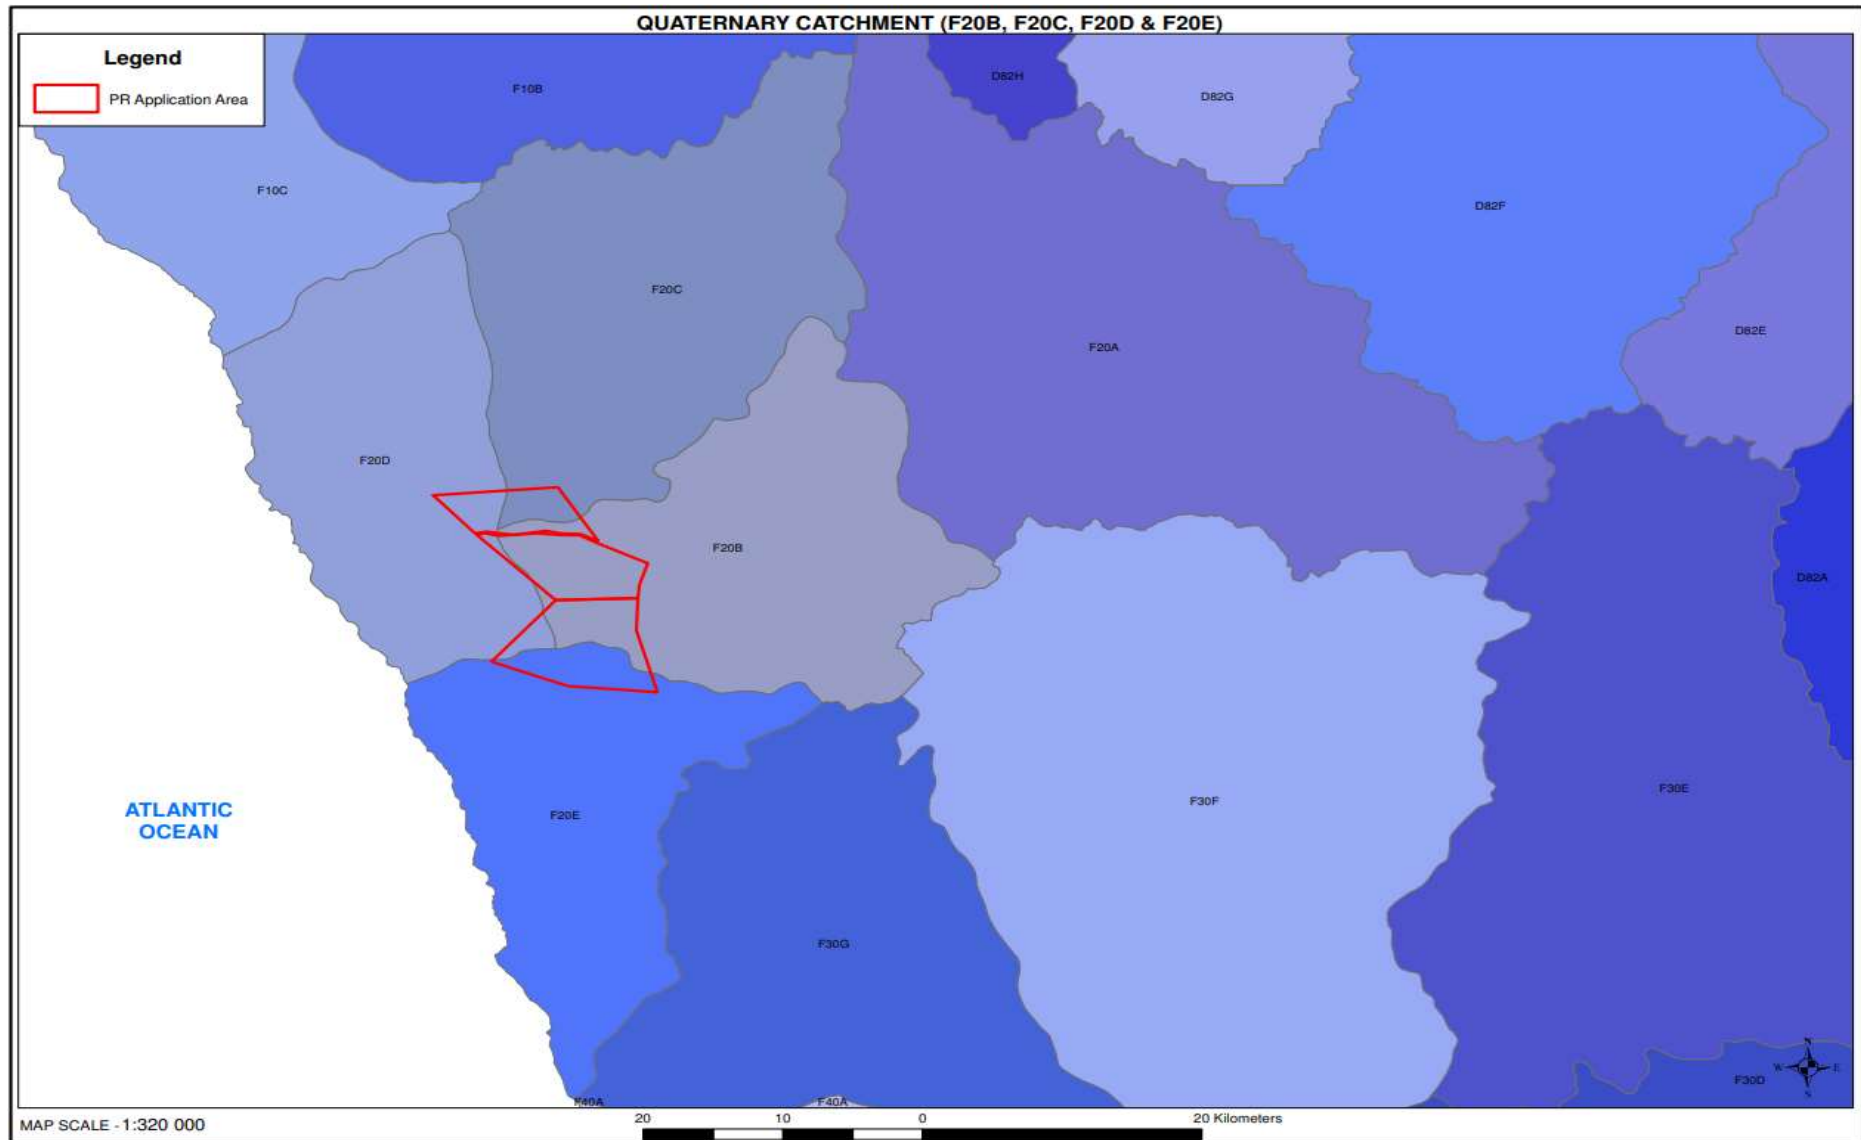 QUATERNARY CATCHMENT (F20B, F20C, F20D & F20E)
Legend
PR Application Area
D82H
F10B
D82G
F10C
D82F
F20C
D82E
F20A
F20D
F20B
D82A
F30E
F30F
ATLANTIC
OCEAN
F20E
F30G
N
W E
S
F30D
F40A
F40A
MAP SCALE - 1:320 000
20 10 0 20 Kilometers